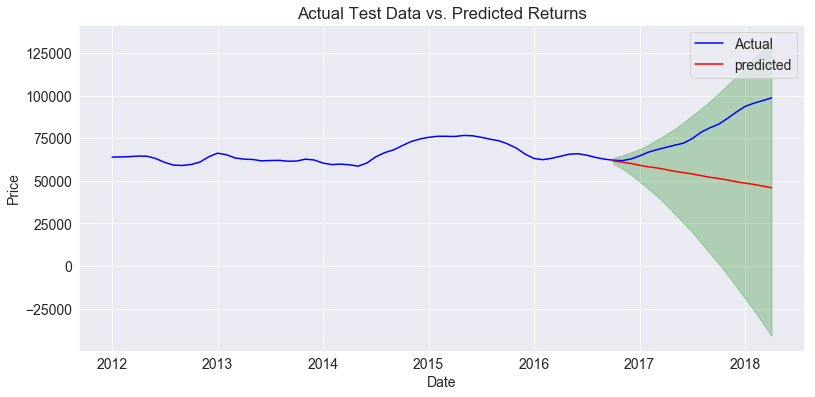 Actual Test Data vs. Predicted Returns
Actual
predicted
Price
125000
100000
75000
50000
25000
0
−25000
2012 2013 2014 2015 2016 2017 2018
Date